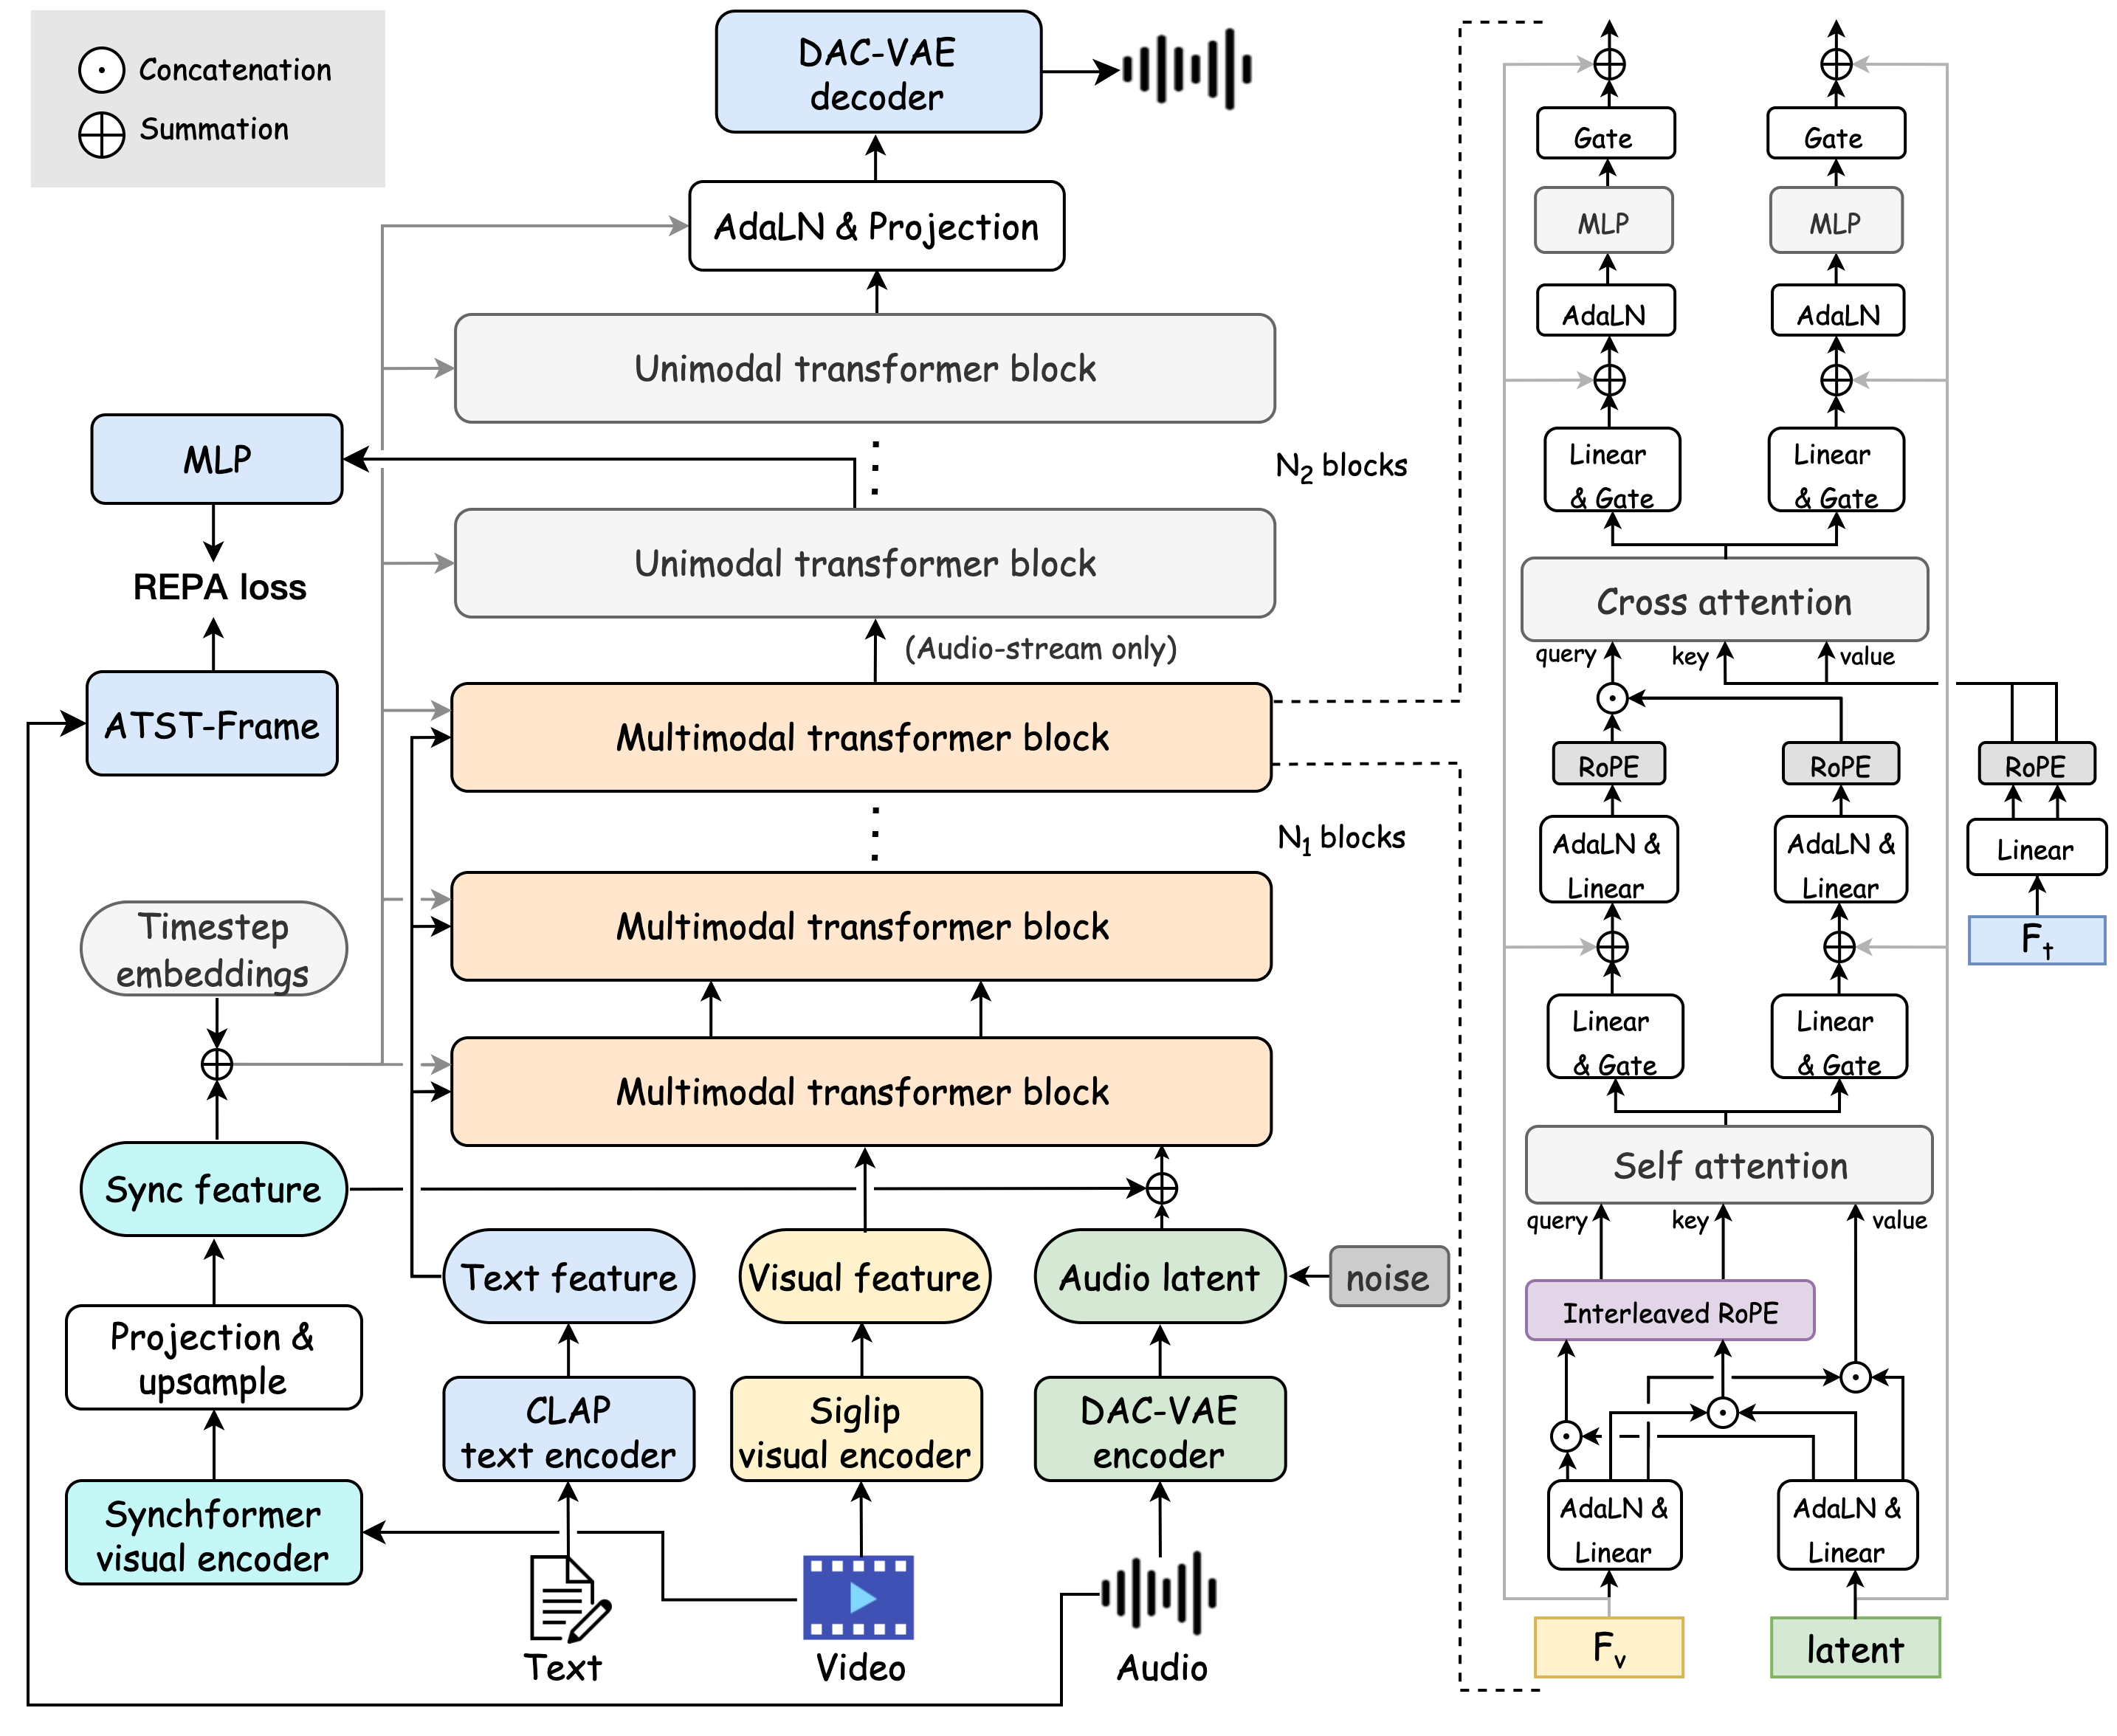 Concatenation
Summation
DAC-VAE
decoder
AdaLN & Projection
Unimodal transformer block
MLP
N2 blocks
Unimodal transformer block
REPA loss
(Audio-stream only)
ATST-Frame
Multimodal transformer block
N1 blocks
Multimodal transformer block
Timestep
embeddings
Multimodal transformer block
Sync feature
Text feature
Visual feature
Audio latent
noise
Projection &
upsample
CLAP
text encoder
Siglip
visual encoder
DAC-VAE
encoder
Synchformer
visual encoder
Text
Video
Audio
Gate
Gate
MLP
MLP
AdaLN
AdaLN
Linear
& Gate
Linear
& Gate
Cross attention
query
key
value
RoPE
RoPE
RoPE
AdaLN &
Linear
AdaLN &
Linear
Linear
Ft
Linear
& Gate
Linear
& Gate
Self attention
query
key
value
Interleaved RoPE
AdaLN &
Linear
AdaLN &
Linear
Fv
latent